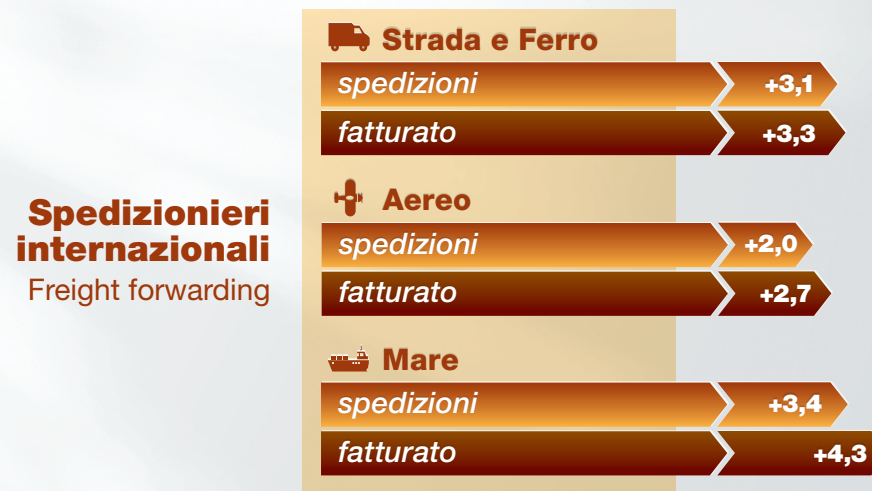 Spedizionieri
internazionali
Freight forwarding
Strada e Ferro
spedizioni +3,1
fatturato +3,3
Aereo
spedizioni +2,0
fatturato +2,7
Mare
spedizioni +3,4
fatturato +4,3